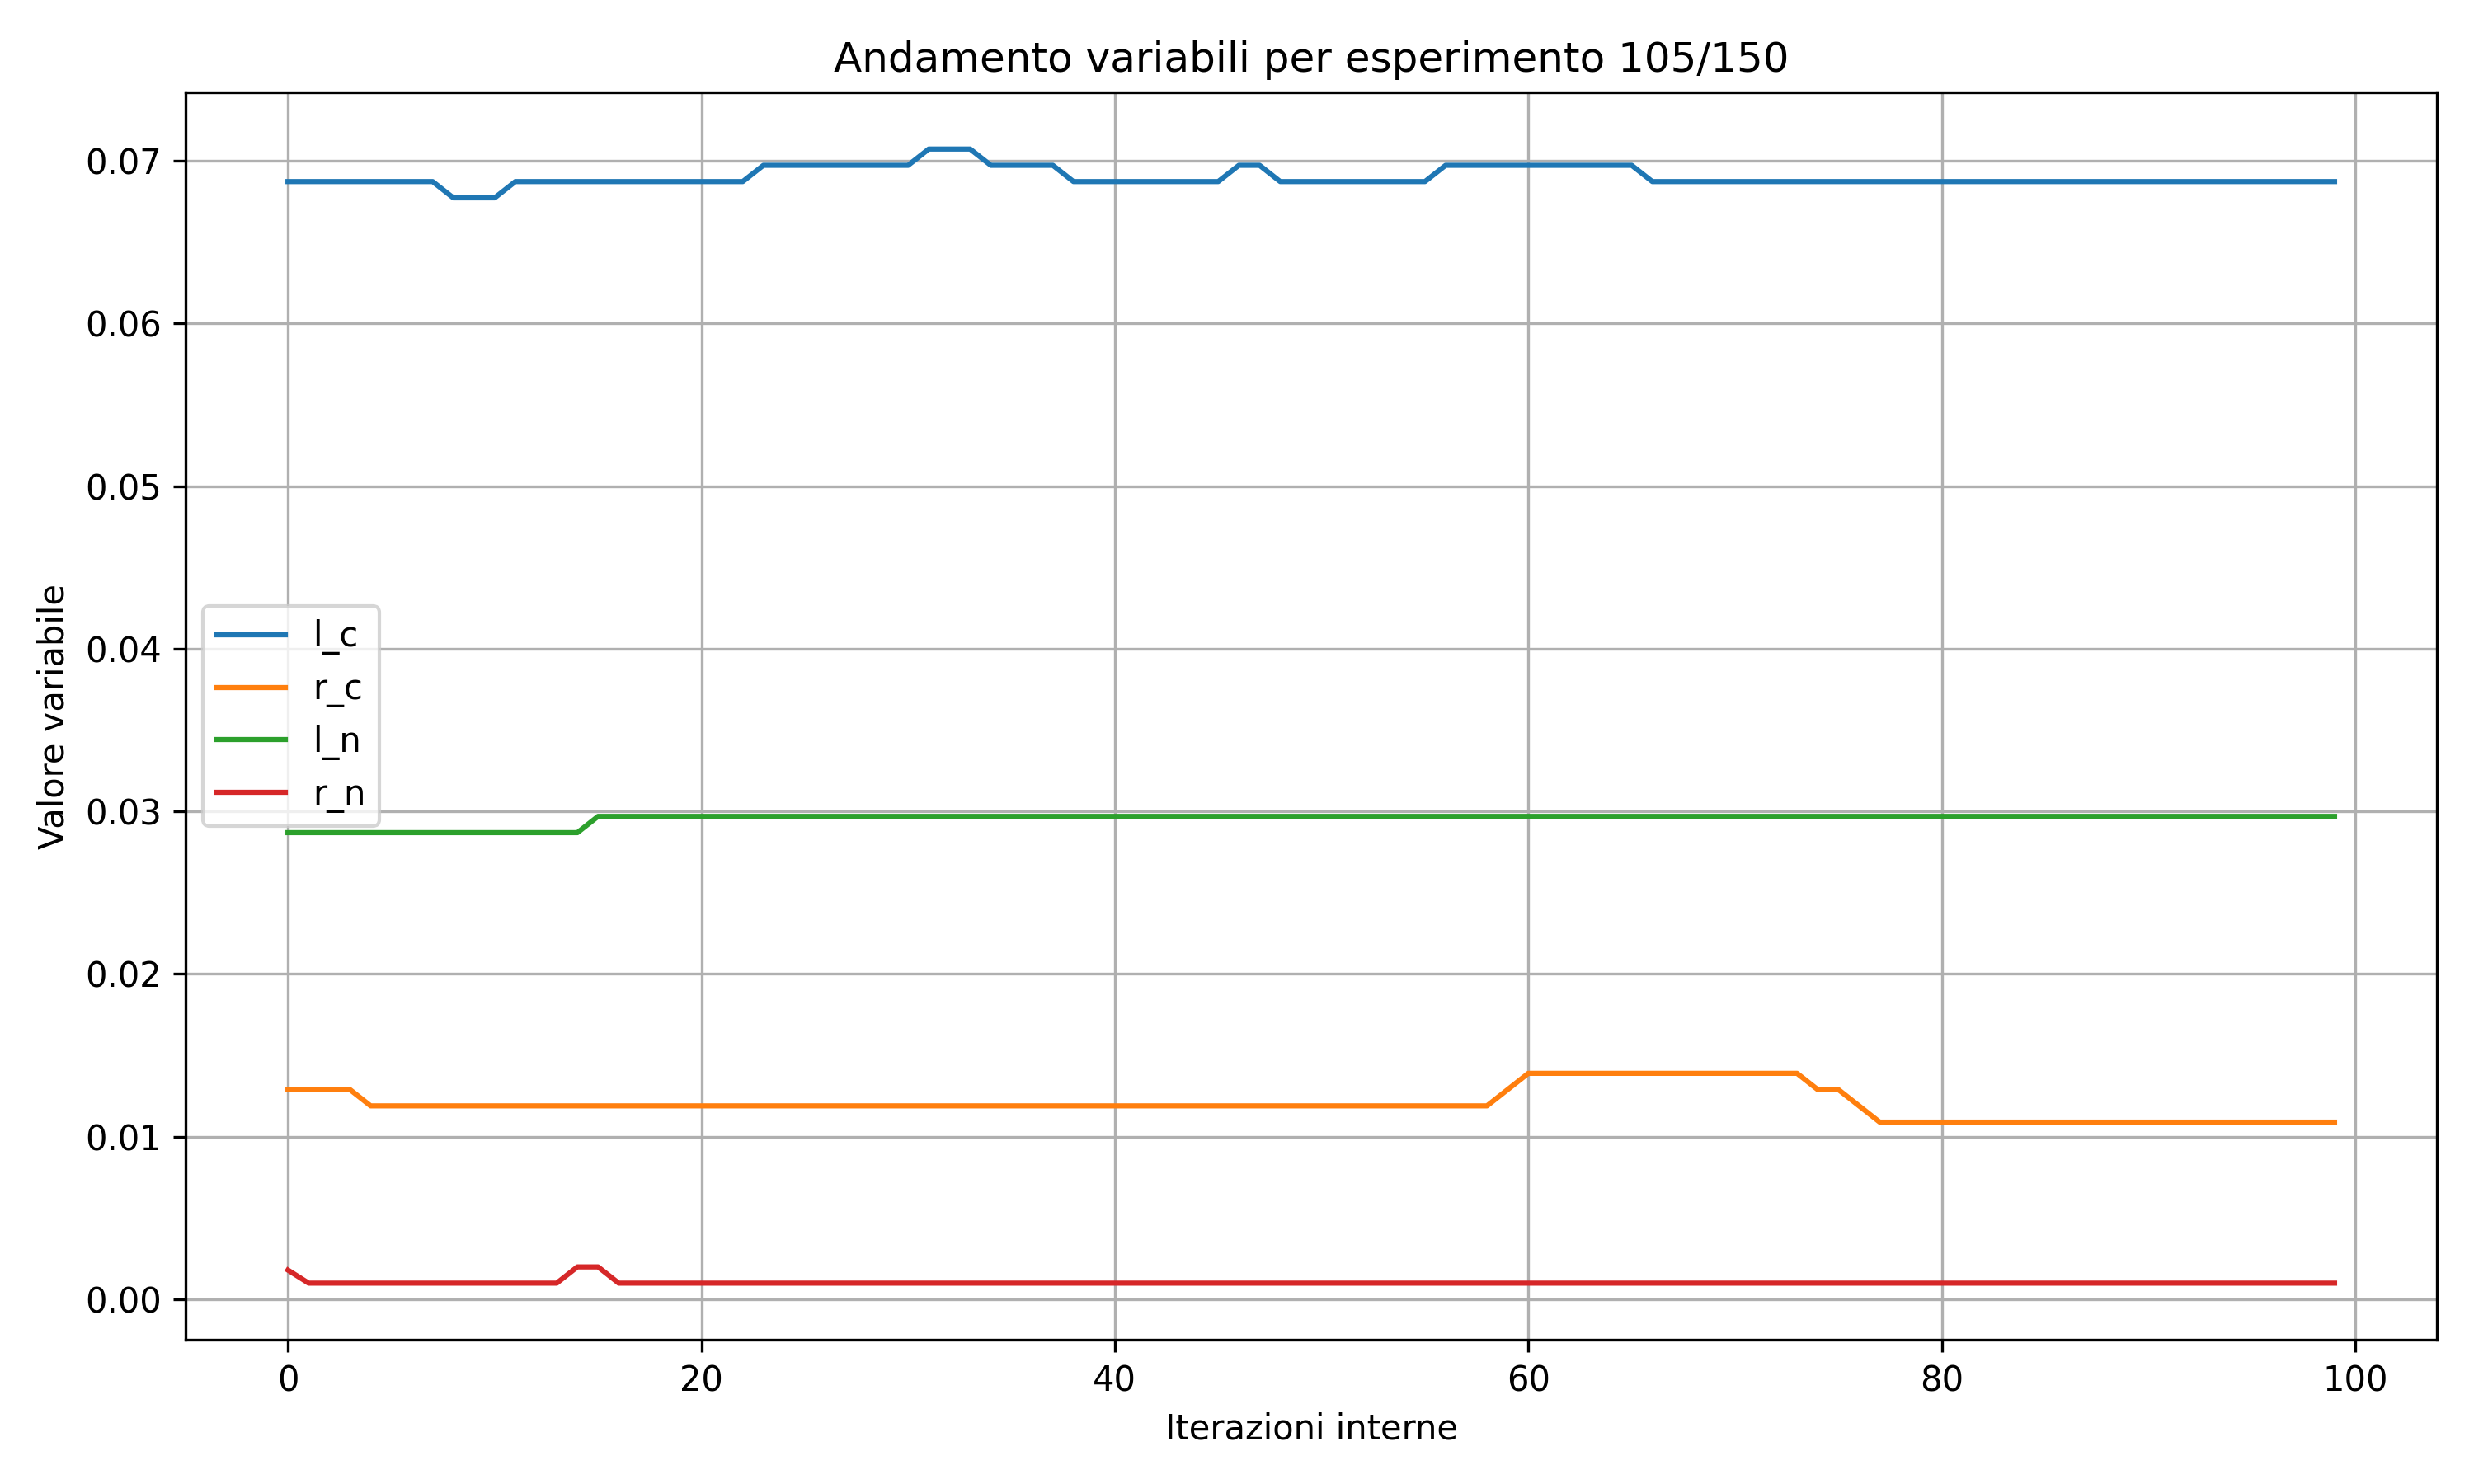 Andamento variabili per esperimento 105/150
Valore variabile
0.07
0.06
0.05
0.04
0.03
0.02
0.01
0.00
l_c
r_c
l_n
r_n
0 20 40 60 80 100
Iterazioni interne